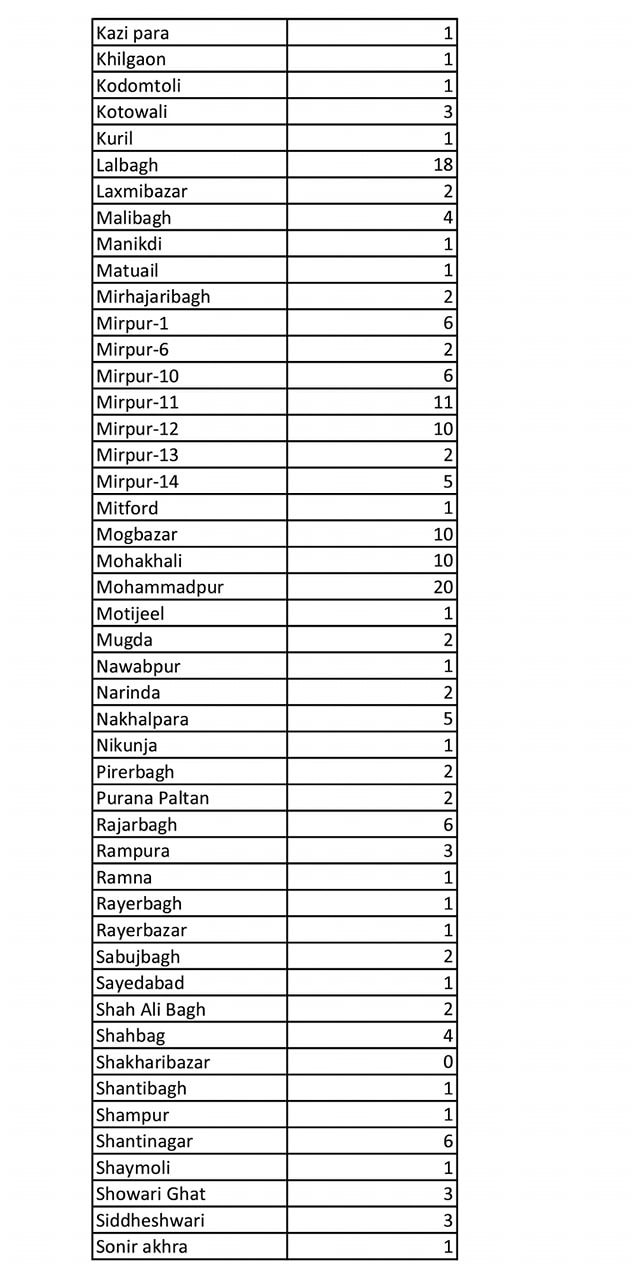 Kazi para 1
Khilgaon 1
Kodomtoli 1
Kotowali 3
Kuril 1
Lalbagh 18
Laxmibazar 2
Malibagh 4
Manikdi 1
Matuail 1
Mirhajaribagh 2
Mirpur-1 6
Mirpur-6 2
Mirpur-10 6
Mirpur-11 11
Mirpur-12 10
Mirpur-13 2
Mirpur-14 5
Mitford 1
Mogbazar 10
Mohakhali 10
Mohammadpur 20
Motijeel 1
Mugda 2
Nawabpur 1
Narinda 2
Nakhalpara 5
Nikunja 1
Pirerbagh 2
Purana Paltan 2
Rajarbagh 6
Rampura 3
Ramna 1
Rayerbagh 1
Rayerbazar 1
Sabujbagh 2
Sayedabad 1
Shah Ali Bagh 2
Shahbag 4
Shakharibazar 0
Shantibagh 1
Shampur 1
Shantinagar 6
Shaymoli 1
Showari Ghat 3
Siddheshwari 3
Sonir akhra 1